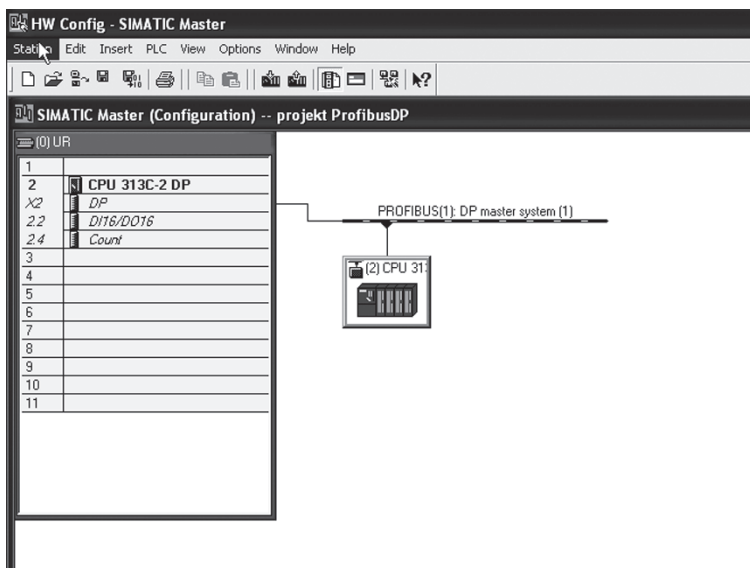 HW Config - SIMATIC Master
Station Edit Insert PLC View Options Window Help
SIMATIC Master (Configuration) -- projekt ProfibusDP
(0) UR
1
2 CPU 313C-2 DP
X2 DP
2.2 DI16/DO16
2.4 Count
3
4
5
6
7
8
9
10
11
PROFIBUS(1): DP master system (1)
(2) CPU 313